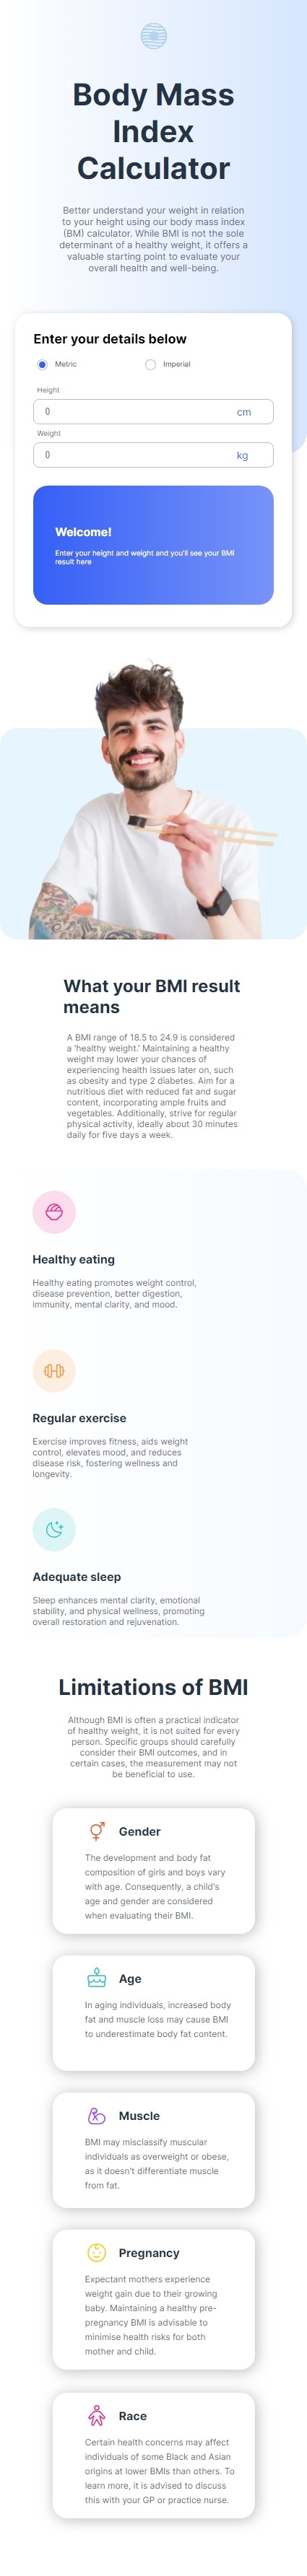 Body Mass
Index
Calculator
Better understand your weight in relation
to your height using our body mass index
(BM) calculator. While BMI is not the sole
determinant of a healthy weight, it offers a
valuable starting point to evaluate your
overall health and well-being.
Enter your details below
Metric
Imperial
Height
0 cm
Weight
0 kg
Welcome!
Enter your height and weight and you'll see your BMI
result here
What your BMI result
means
A BMI range of 18.5 to 24.9 is considered
a 'healthy weight.' Maintaining a healthy
weight may lower your chances of
experiencing health issues later on, such
as obesity and type 2 diabetes. Aim for a
nutritious diet with reduced fat and sugar
content, incorporating ample fruits and
vegetables. Additionally, strive for regular
physical activity, ideally about 30 minutes
daily for five days a week.
Healthy eating
Healthy eating promotes weight control,
disease prevention, better digestion,
immunity, mental clarity, and mood.
Regular exercise
Exercise improves fitness, aids weight
control, elevates mood, and reduces
disease risk, fostering wellness and
longevity.
Adequate sleep
Sleep enhances mental clarity, emotional
stability, and physical wellness, promoting
overall restoration and rejuvenation.
Limitations of BMI
Although BMI is often a practical indicator
of healthy weight, it is not suited for every
person. Specific groups should carefully
consider their BMI outcomes, and in
certain cases, the measurement may not
be beneficial to use.
Gender
The development and body fat
composition of girls and boys vary
with age. Consequently, a child's
age and gender are considered
when evaluating their BMI.
Age
In aging individuals, increased body
fat and muscle loss may cause BMI
to underestimate body fat content.
Muscle
BMI may misclassify muscular
individuals as overweight or obese,
as it doesn't differentiate muscle
from fat.
Pregnancy
Expectant mothers experience
weight gain due to their growing
baby. Maintaining a healthy pre-
pregnancy BMI is advisable to
minimise health risks for both
mother and child.
Race
Certain health concerns may affect
individuals of some Black and Asian
origins at lower BMIs than others. To
learn more, it is advised to discuss
this with your GP or practice nurse.